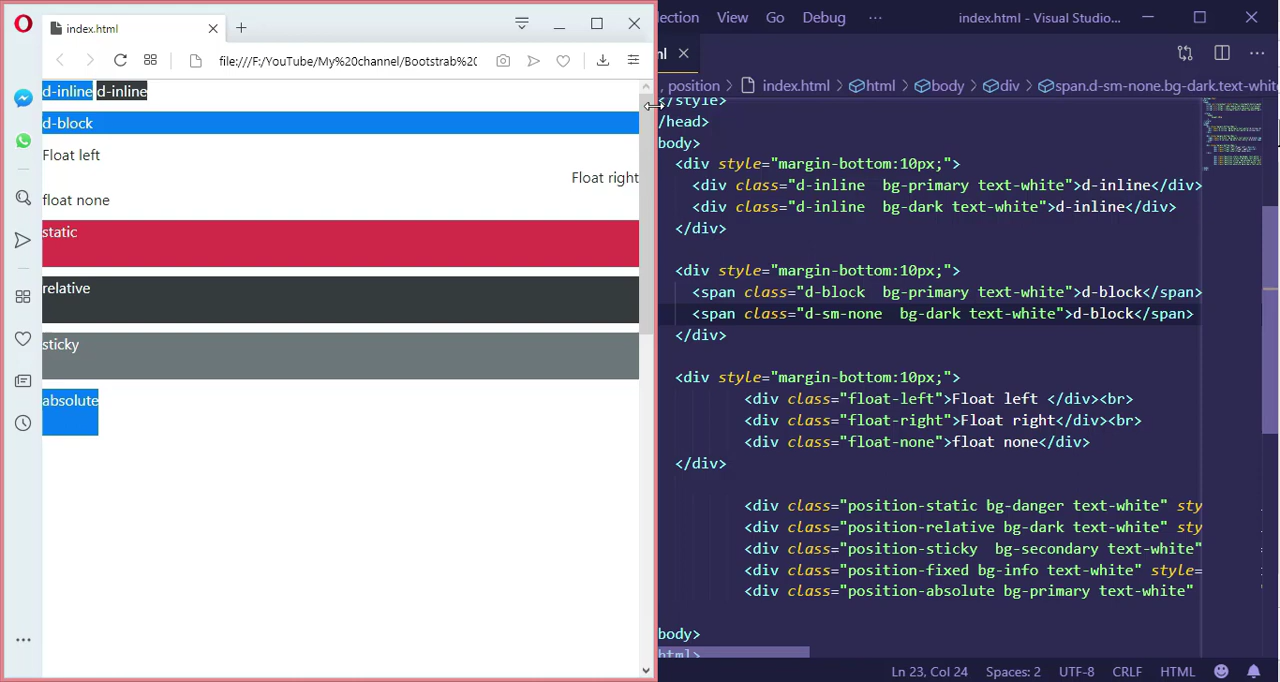 index.html
file:///F:/YouTube/My%20channel/Bootstrab%20
d-inline d-inline
d-block
Float left
Float right
float none
static
relative
sticky
absolute
election View Go Debug ··· index.html - Visual Studio...
ml
, position > index.html > html > body > div > span.d-sm-none.bg-dark.text-white
</style>
/head>
body>
<div style="margin-bottom:10px;">
<div class="d-inline  bg-primary text-white">d-inline</div>
<div class="d-inline  bg-dark text-white">d-inline</div>
</div>
<div style="margin-bottom:10px;">
<span class="d-block  bg-primary text-white">d-block</span>
<span class="d-sm-none  bg-dark text-white">d-block</span>
</div>
<div style="margin-bottom:10px;">
<div class="float-left">Float left </div><br>
<div class="float-right">Float right</div><br>
<div class="float-none">float none</div>
</div>
<div class="position-static bg-danger text-white" sty
<div class="position-relative bg-dark text-white" sty
<div class="position-sticky  bg-secondary text-white"
<div class="position-fixed bg-info text-white" style=
<div class="position-absolute bg-primary text-white"
body>
html>
Ln 23, Col 24 Spaces: 2 UTF-8 CRLF HTML